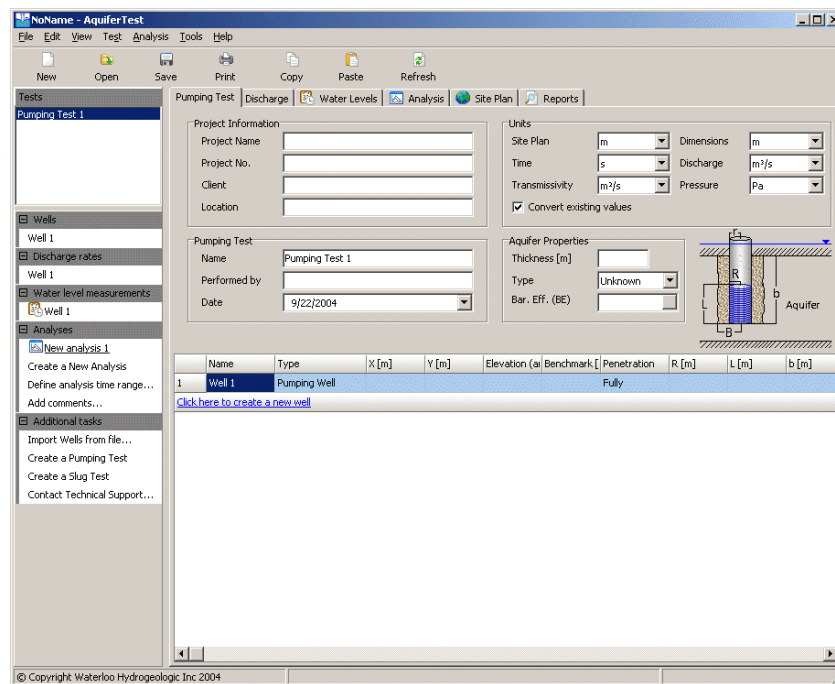 NoName - AquiferTest
File Edit View Test Analysis Tools Help
New Open Save Print Copy Paste Refresh
Tests
Pumping Test 1
Wells
Well 1
Discharge rates
Well 1
Water level measurements
Well 1
Analyses
New analysis 1
Create a New Analysis
Define analysis time range...
Add comments...
Additional tasks
Import Wells from file...
Create a Pumping Test
Create a Slug Test
Contact Technical Support...
Pumping Test Discharge Water Levels Analysis Site Plan Reports
Project Information
Project Name
Project No.
Client
Location
Units
Site Plan m Dimensions m
Time s Discharge m³/s
Transmissivity m²/s Pressure Pa
Convert existing values
Pumping Test
Name Pumping Test 1
Performed by
Date 9/22/2004
Aquifer Properties
Thickness [m]
Type Unknown
Bar. Eff. (BE)
r
R
L
b
B
Aquifer
Name Type X [m] Y [m] Elevation (a Benchmark [ Penetration R [m] L [m] b [m]
1 Well 1 Pumping Well Fully
Click here to create a new well
© Copyright Waterloo Hydrogeologic Inc 2004